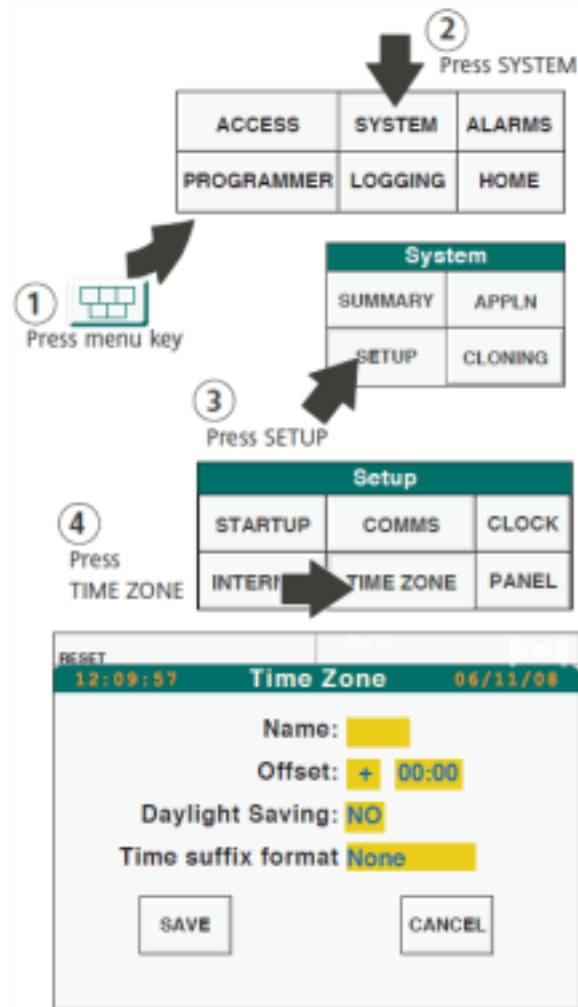 2
Press SYSTEM
ACCESS SYSTEM ALARMS
PROGRAMMER LOGGING HOME
1
Press menu key
System
SUMMARY APPLN
SETUP CLONING
3
Press SETUP
Setup
4
Press
TIME ZONE
STARTUP COMMS CLOCK
INTERN TIME ZONE PANEL
RESET
12:09:57 Time Zone 06/11/08
Name:
Offset: + 00:00
Daylight Saving: NO
Time suffix format None
SAVE CANCEL